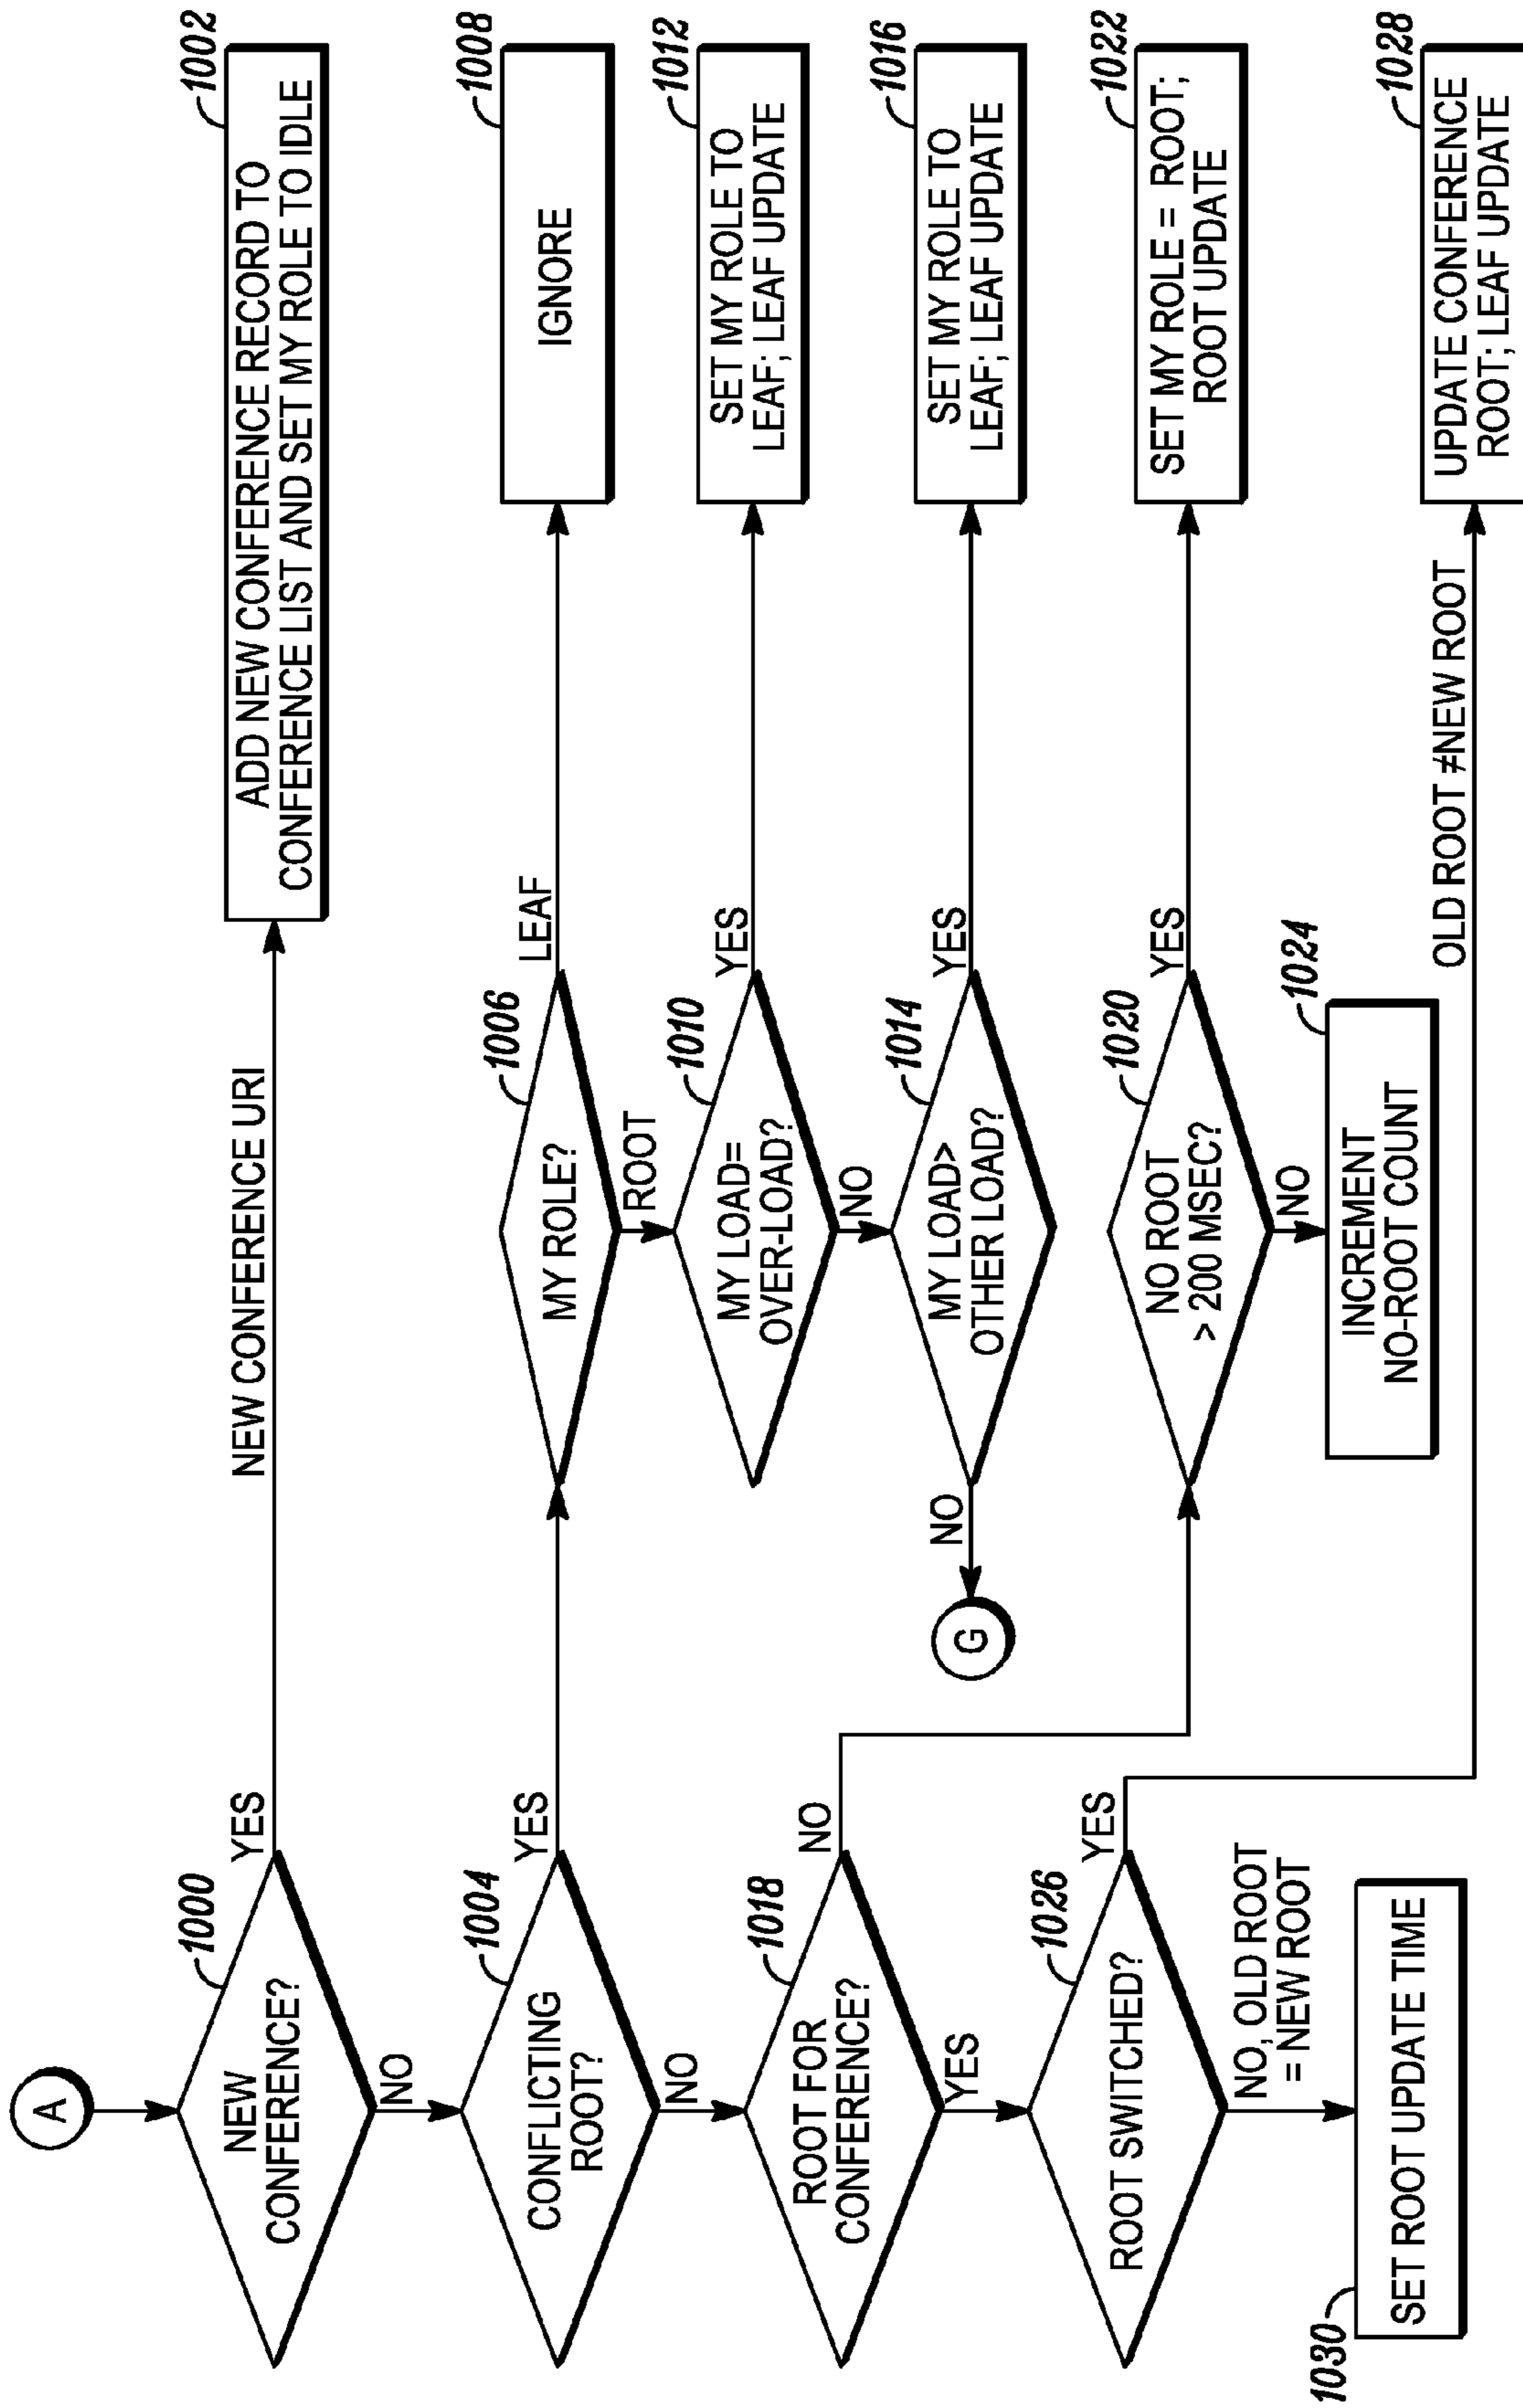 A
1000
NEW
CONFERENCE?
YES
NEW CONFERENCE URI
1002
ADD NEW CONFERENCE RECORD TO
CONFERENCE LIST AND SET MY ROLE TO IDLE
NO
1004
CONFLICTING
ROOT?
YES
1006
MY ROLE?
LEAF
1008
IGNORE
ROOT
1010
MY LOAD=
OVER-LOAD?
YES
1012
SET MY ROLE TO
LEAF; LEAF UPDATE
NO
1014
MY LOAD>
OTHER LOAD?
YES
1016
SET MY ROLE TO
LEAF; LEAF UPDATE
NO
G
NO
1018
ROOT FOR
CONFERENCE?
NO
1020
NO ROOT
> 200 MSEC?
YES
1022
SET MY ROLE = ROOT;
ROOT UPDATE
NO
1024
INCREMENT
NO-ROOT COUNT
YES
1026
ROOT SWITCHED?
YES
OLD ROOT ≠NEW ROOT
1028
UPDATE CONFERENCE
ROOT; LEAF UPDATE
NO, OLD ROOT
= NEW ROOT
1030
SET ROOT UPDATE TIME